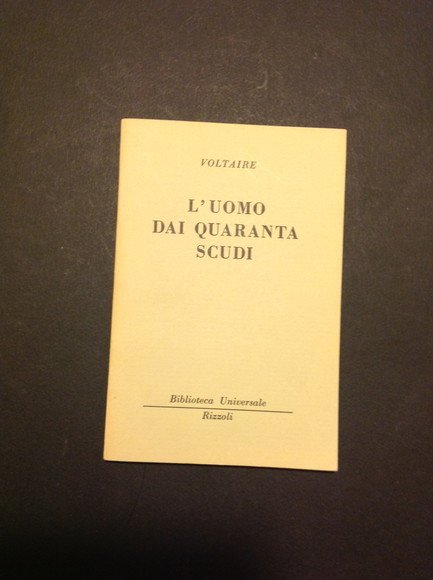 VOLTAIRE
L'UOMO
DAI QUARANTA
SCUDI
Biblioteca Universale
Rizzoli